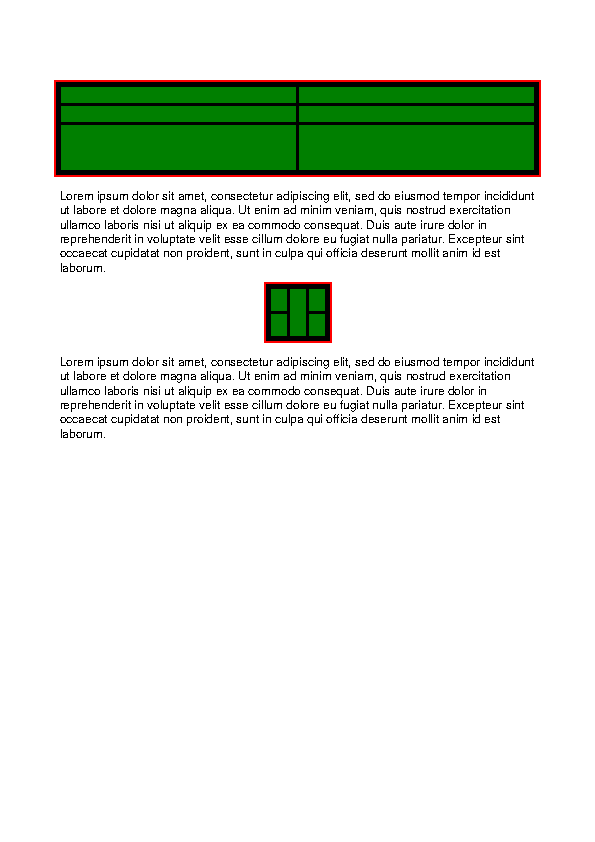 Lorem ipsum dolor sit amet, consectetur adipiscing elit, sed do eiusmod tempor incididunt
ut labore et dolore magna aliqua. Ut enim ad minim veniam, quis nostrud exercitation
ullamco laboris nisi ut aliquip ex ea commodo consequat. Duis aute irure dolor in
reprehenderit in voluptate velit esse cillum dolore eu fugiat nulla pariatur. Excepteur sint
occaecat cupidatat non proident, sunt in culpa qui officia deserunt mollit anim id est
laborum.
Lorem ipsum dolor sit amet, consectetur adipiscing elit, sed do eiusmod tempor incididunt
ut labore et dolore magna aliqua. Ut enim ad minim veniam, quis nostrud exercitation
ullamco laboris nisi ut aliquip ex ea commodo consequat. Duis aute irure dolor in
reprehenderit in voluptate velit esse cillum dolore eu fugiat nulla pariatur. Excepteur sint
occaecat cupidatat non proident, sunt in culpa qui officia deserunt mollit anim id est
laborum.